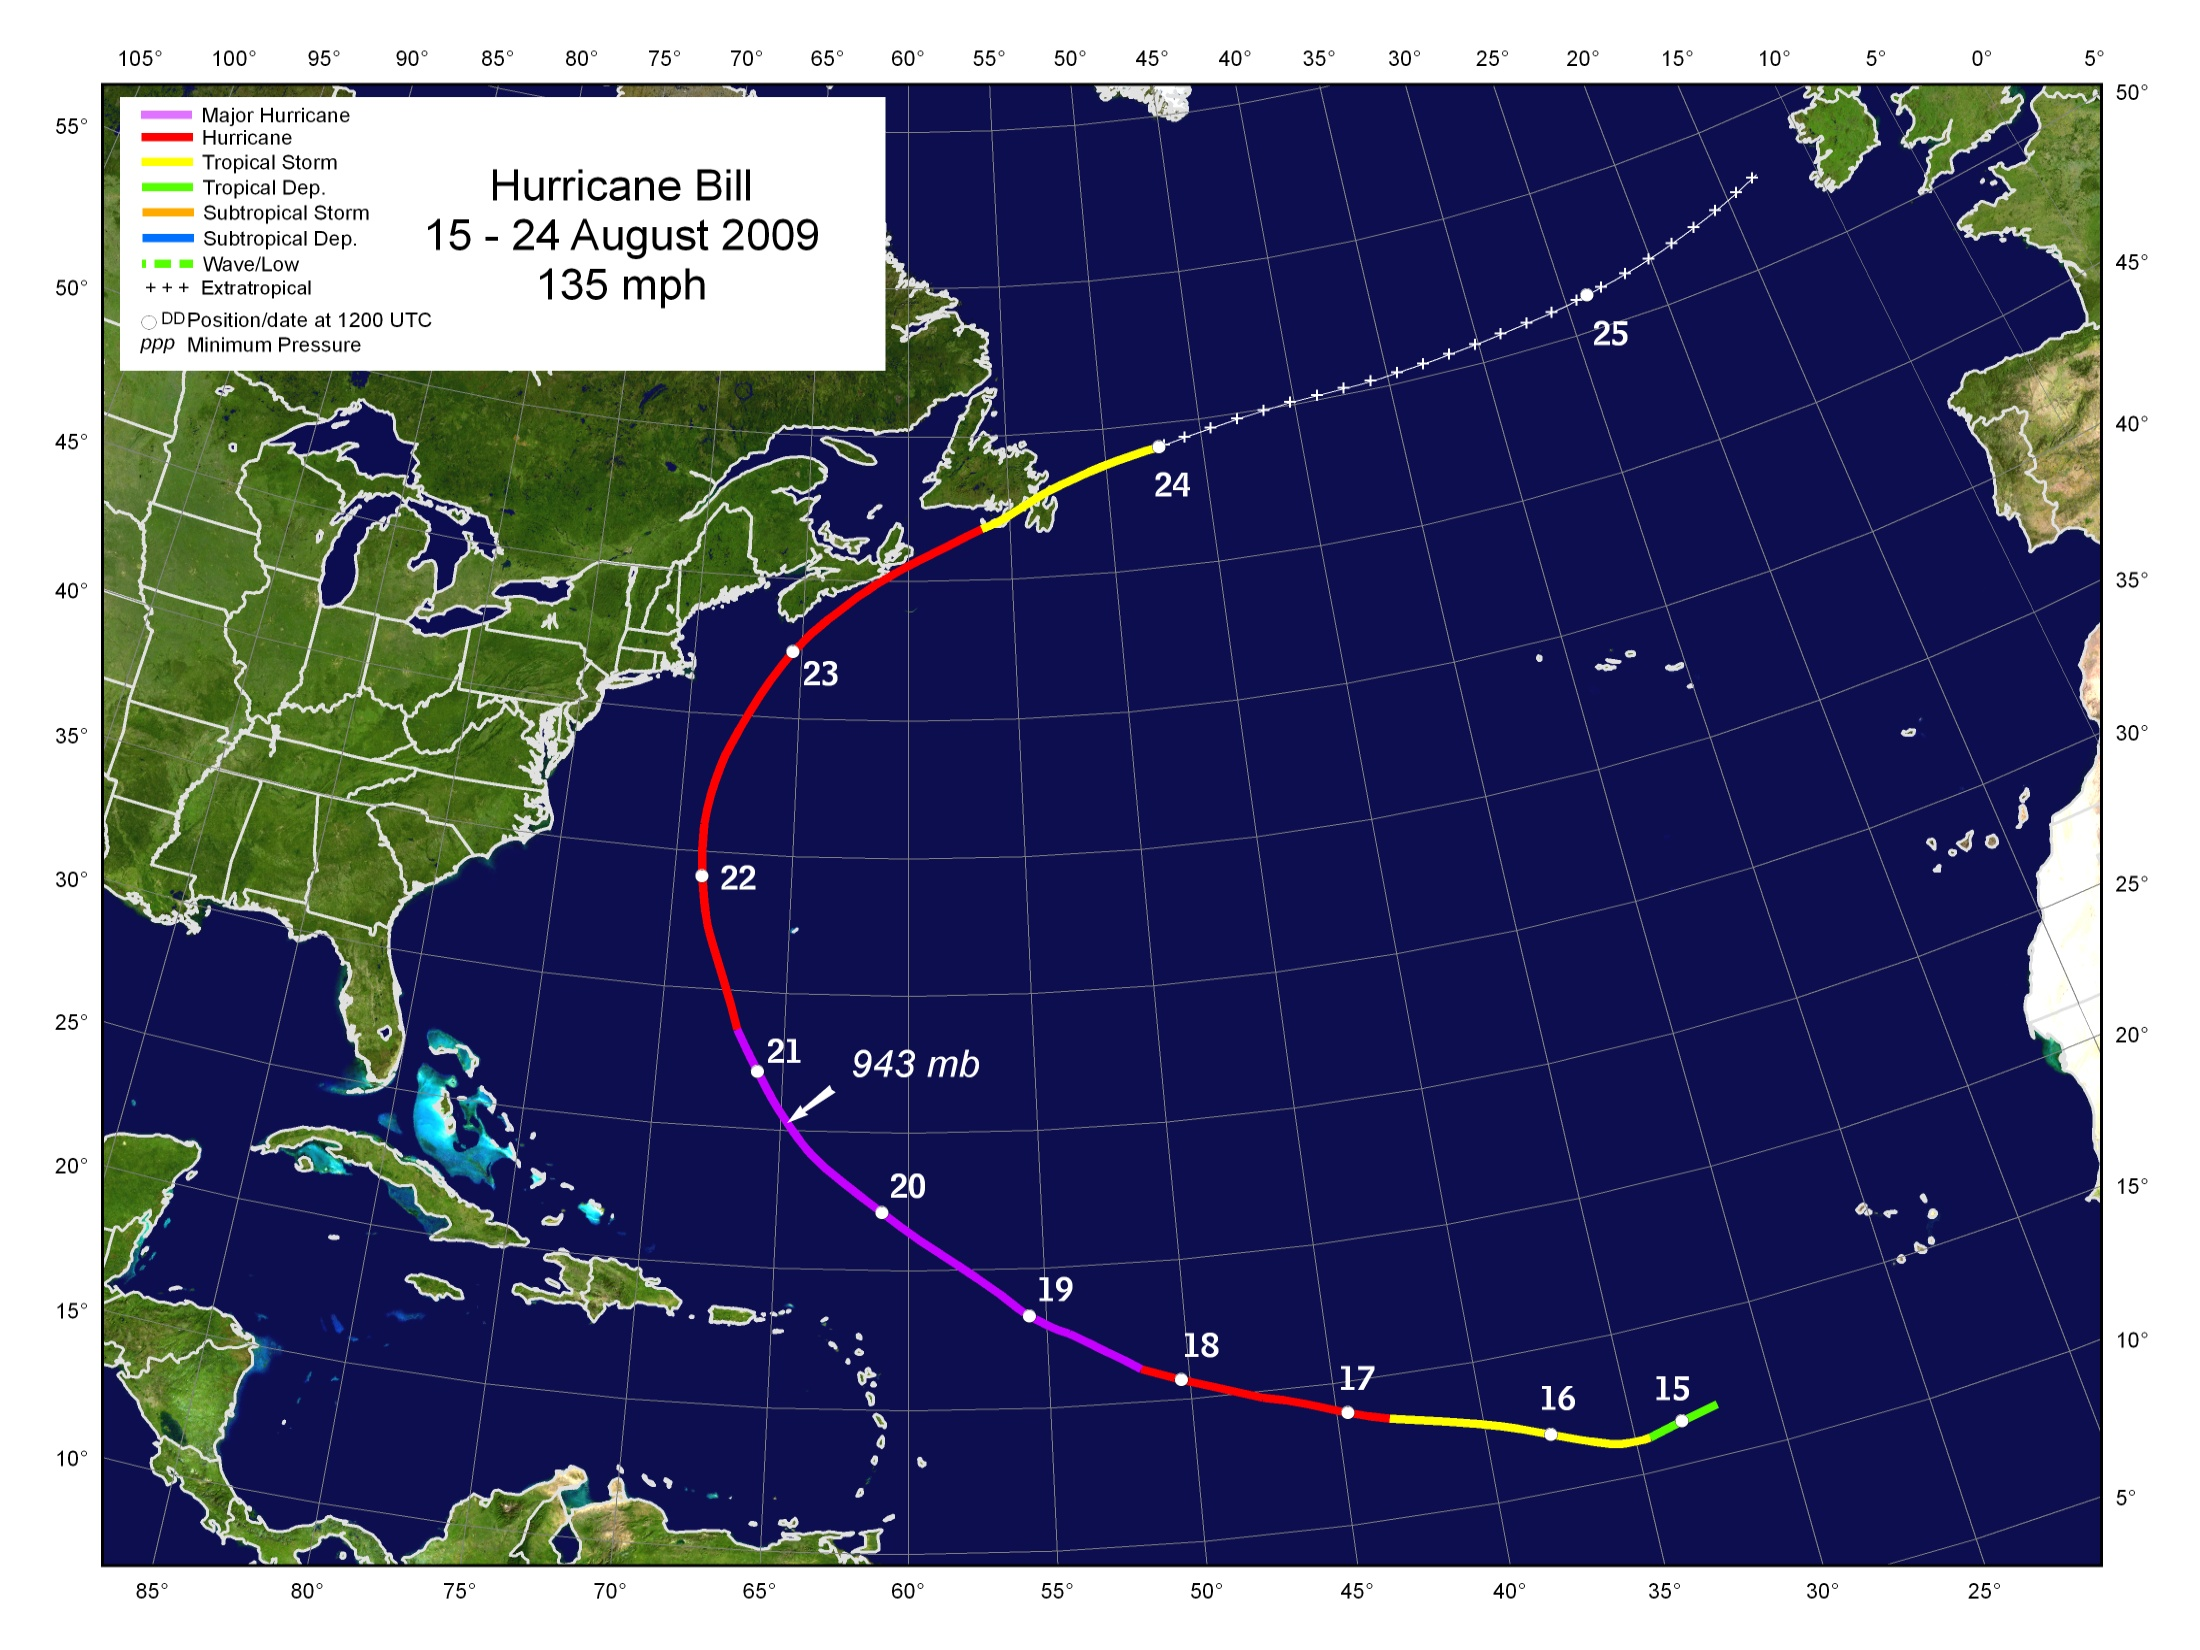 105° 100° 95° 90° 85° 80° 75° 70° 65° 60° 55° 50° 45° 40° 35° 30° 25° 20° 15° 10° 5° 0° 5°
Major Hurricane
Hurricane
Tropical Storm
Tropical Dep.
Subtropical Storm
Subtropical Dep.
Wave/Low
+ + + Extratropical
DD Position/date at 1200 UTC
ppp Minimum Pressure
Hurricane Bill
15 - 24 August 2009
135 mph
55°
50°
45°
40°
35°
30°
25°
20°
15°
10°
50°
45°
40°
35°
30°
25°
20°
15°
10°
5°
25
24
23
22
21
943 mb
20
19
18
17
16
15
85° 80° 75° 70° 65° 60° 55° 50° 45° 40° 35° 30° 25°